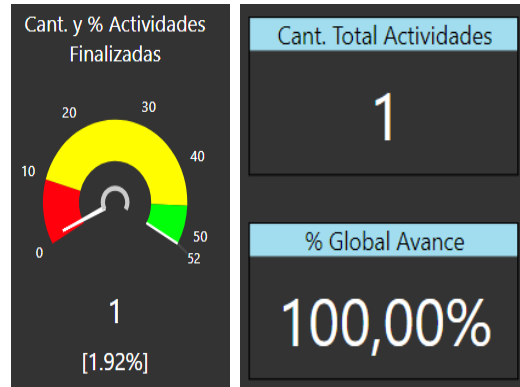 Cant. y % Actividades
Finalizadas
0
10
20
30
40
50
52
1
[1.92%]
Cant. Total Actividades
1
% Global Avance
100,00%